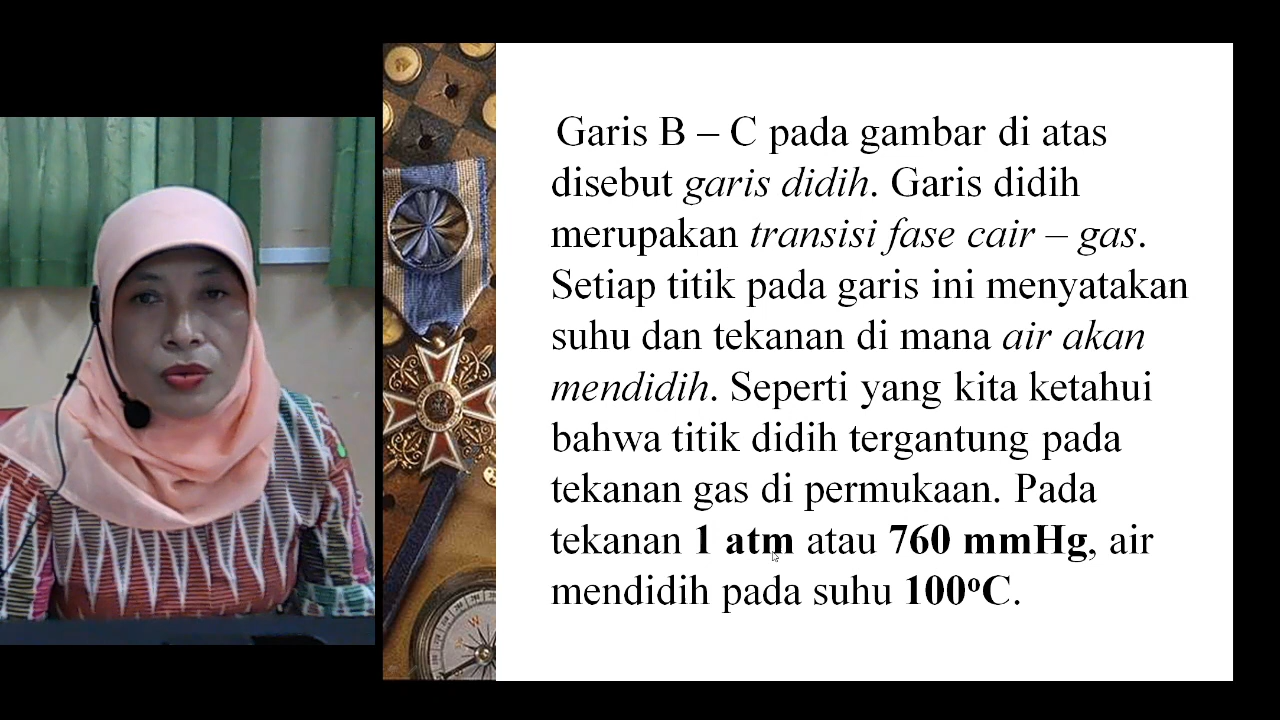 Garis B – C pada gambar di atas
disebut garis didih. Garis didih
merupakan transisi fase cair – gas.
Setiap titik pada garis ini menyatakan
suhu dan tekanan di mana air akan
mendidih. Seperti yang kita ketahui
bahwa titik didih tergantung pada
tekanan gas di permukaan. Pada
tekanan 1 atm atau 760 mmHg, air
mendidih pada suhu 100ºC.